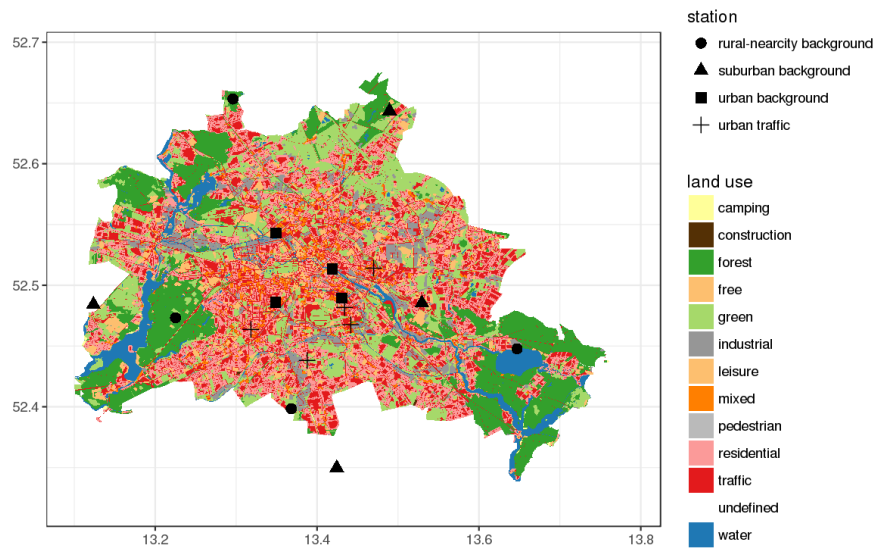 station
rural-nearcity background
suburban background
urban background
urban traffic
land use
camping
construction
forest
free
green
industrial
leisure
mixed
pedestrian
residential
traffic
undefined
water
52.7
52.6
52.5
52.4
13.2 13.4 13.6 13.8